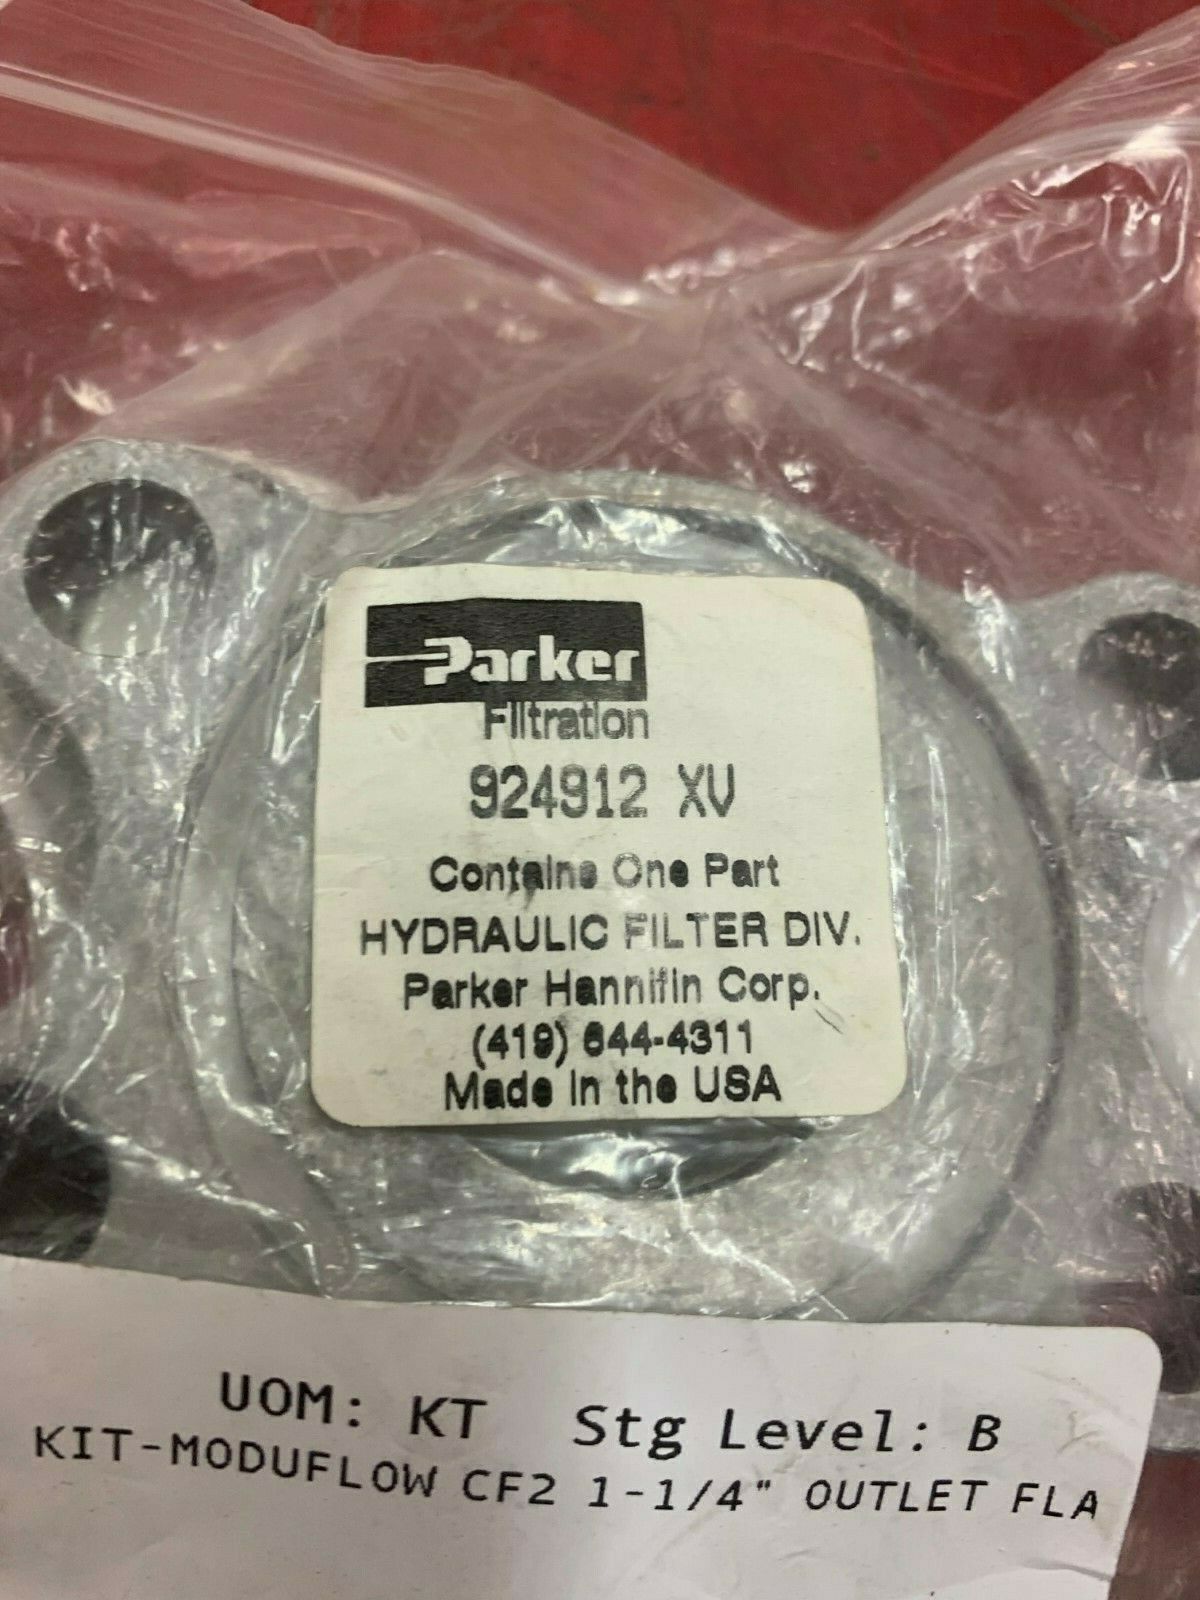 Parker
Filtration
924912 XV
Contains One Part
HYDRAULIC FILTER DIV.
Parker Hannifin Corp.
(419) 644-4311
Made in the USA
UOM: KT Stg Level: B
KIT-MODUFLOW CF2 1-1/4" OUTLET FLA